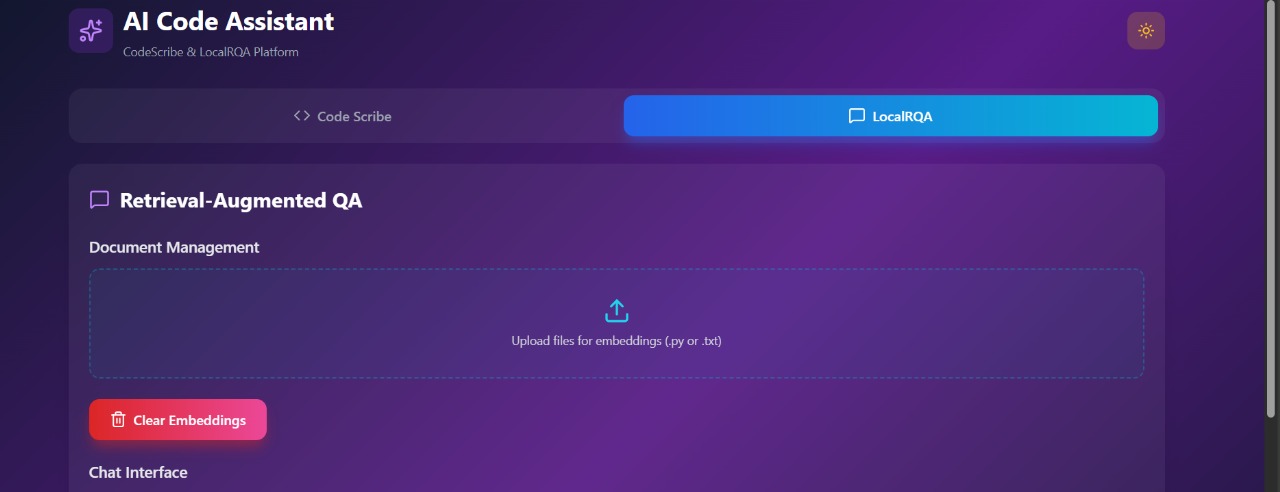 AI Code Assistant
CodeScribe & LocalRQA Platform
Code Scribe
LocalRQA
Retrieval-Augmented QA
Document Management
Upload files for embeddings (.py or .txt)
Clear Embeddings
Chat Interface